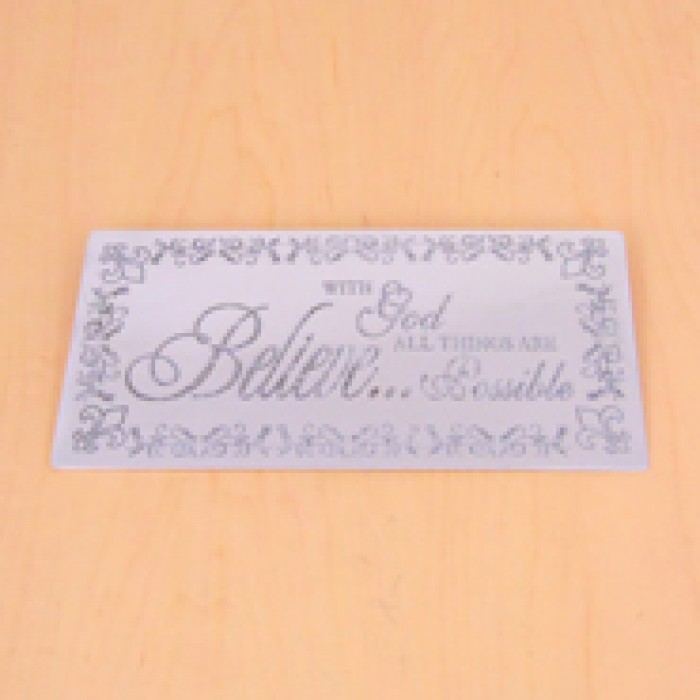 WITH God
Believe... ALL THINGS ARE
Possible